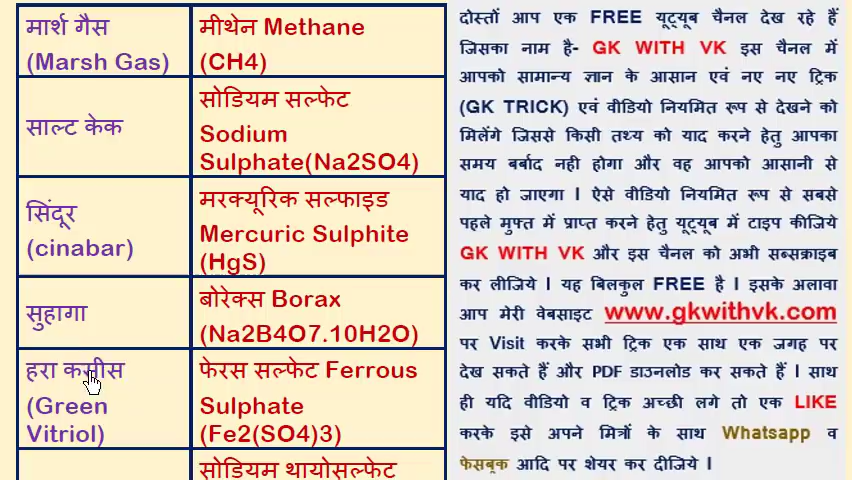 मार्श गैस
(Marsh Gas)
मीथेन Methane
(CH4)
साल्ट केक
सोडियम सल्फेट
Sodium
Sulphate(Na2SO4)
सिंदूर
(cinabar)
मरक्यूरिक सल्फाइड
Mercuric Sulphite
(HgS)
सुहागा
बोरेक्स Borax
(Na2B4O7.10H2O)
हरा कसीस
(Green
Vitriol)
फेरस सल्फेट Ferrous
Sulphate
(Fe2(SO4)3)
सोडियम थायोसल्फेट
दोस्तों आप एक FREE यूट्यूब चैनल देख रहे हैं
जिसका नाम है- GK WITH VK इस चैनल में
आपको सामान्य ज्ञान के आसान एवं नए नए ट्रिक
(GK TRICK) एवं वीडियो नियमित रूप से देखने को
मिलेंगे जिससे किसी तथ्य को याद करने हेतु आपका
समय बर्बाद नही होगा और वह आपको आसानी से
याद हो जाएगा । ऐसे वीडियो नियमित रूप से सबसे
पहले मुफ्त में प्राप्त करने हेतु यूट्यूब में टाइप कीजिये
GK WITH VK और इस चैनल को अभी सब्सक्राइब
कर लीजिये । यह बिलकुल FREE है । इसके अलावा
आप मेरी वेबसाइट www.gkwithvk.com
पर Visit करके सभी ट्रिक एक साथ एक जगह पर
देख सकते हैं और PDF डाउनलोड कर सकते हैं । साथ
ही यदि वीडियो व ट्रिक अच्छी लगे तो एक LIKE
करके इसे अपने मित्रों के साथ Whatsapp व
फेसबुक आदि पर शेयर कर दीजिये ।